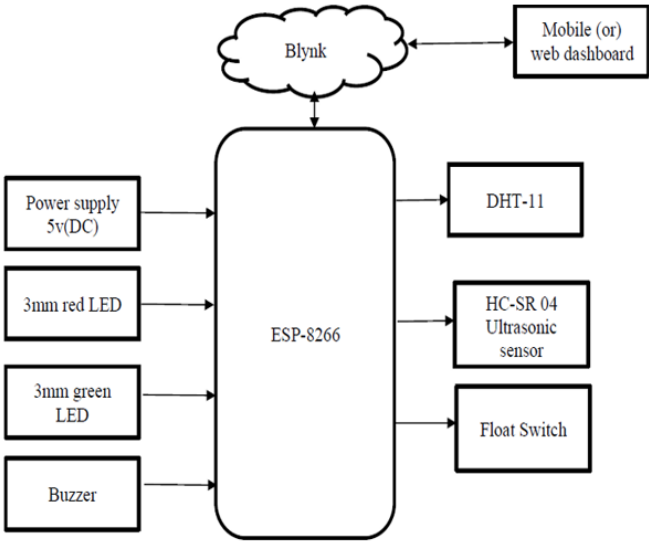 Blynk
Mobile (or)
web dashboard
Power supply
5v(DC)
3mm red LED
3mm green
LED
Buzzer
ESP-8266
DHT-11
HC-SR 04
Ultrasonic
sensor
Float Switch